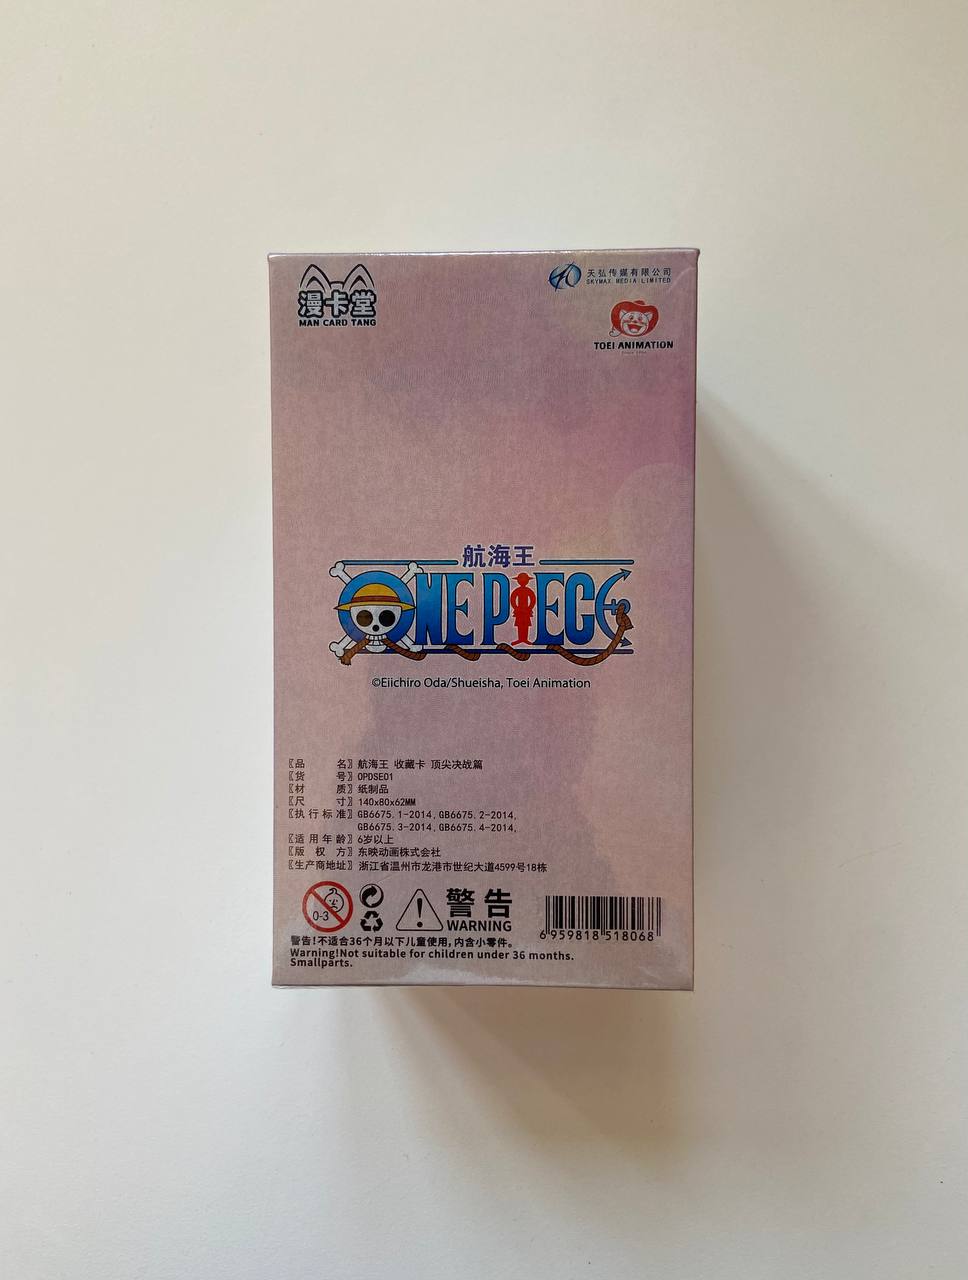 漫卡堂
MAN CARD TANG
天弘传媒有限公司
SKYMAX MEDIA LIMITED
TOEI ANIMATION
航海王
ONE PIECE
©Eiichiro Oda/Shueisha, Toei Animation
〖品 名〗航海王 收藏卡 顶尖决战篇
〖货 号〗OPDSE01
〖材 质〗纸制品
〖尺 寸〗140x80x62MM
〖执行标准〗GB6675.1-2014,GB6675.2-2014,
GB6675.3-2014,GB6675.4-2014,
〖适用年龄〗6岁以上
〖版 权 方〗东映动画株式会社
〖生产商地址〗浙江省温州市龙港市世纪大道4599号18栋
0-3
警告
WARNING
6 959818 518068
警告!不适合36个月以下儿童使用,内含小零件。
Warning!Not suitable for children under 36 months.
Smallparts.